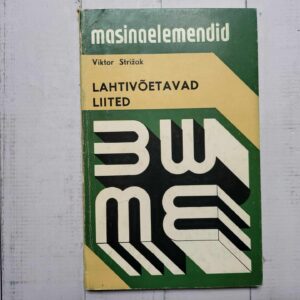 masinaelemendid
Viktor Strižak
LAHTIVÕETAVAD
LIITED